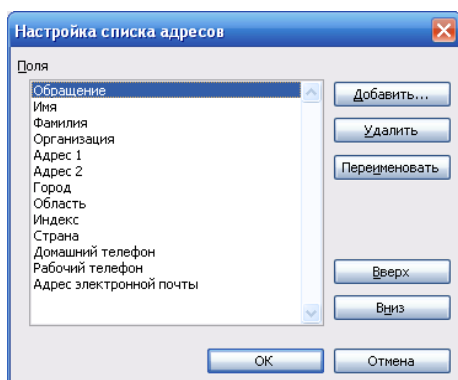 Настройка списка адресов
Поля
Обращение
Имя
Фамилия
Организация
Адрес 1
Адрес 2
Город
Область
Индекс
Страна
Домашний телефон
Рабочий телефон
Адрес электронной почты
Добавить...
Удалить
Переименовать
Вверх
Вниз
ОК
Отмена